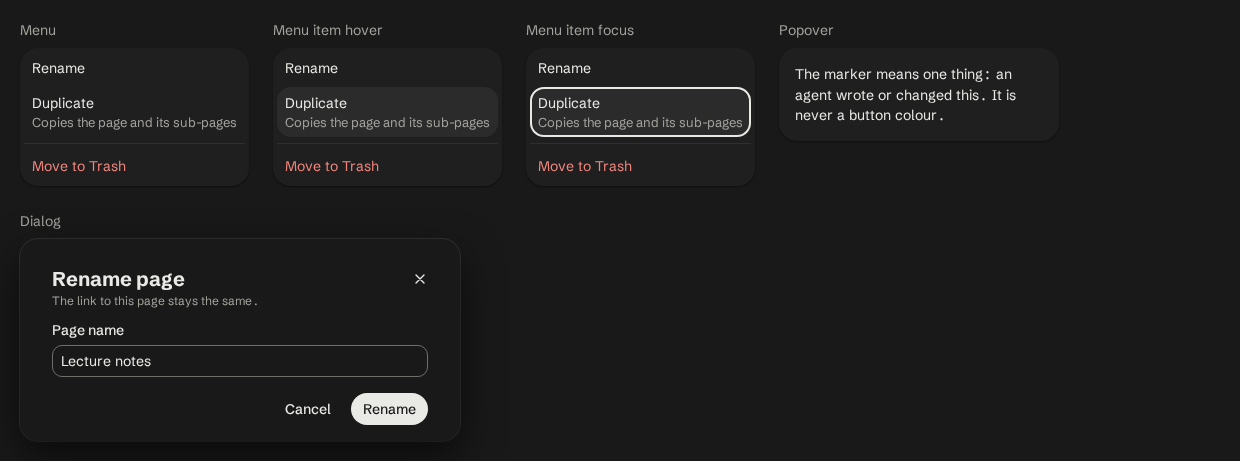 Menu
Rename
Duplicate
Copies the page and its sub-pages
Move to Trash
Menu item hover
Rename
Duplicate
Copies the page and its sub-pages
Move to Trash
Menu item focus
Rename
Duplicate
Copies the page and its sub-pages
Move to Trash
Popover
The marker means one thing: an
agent wrote or changed this. It is
never a button colour.
Dialog
Rename page
The link to this page stays the same.
Page name
Lecture notes
Cancel
Rename